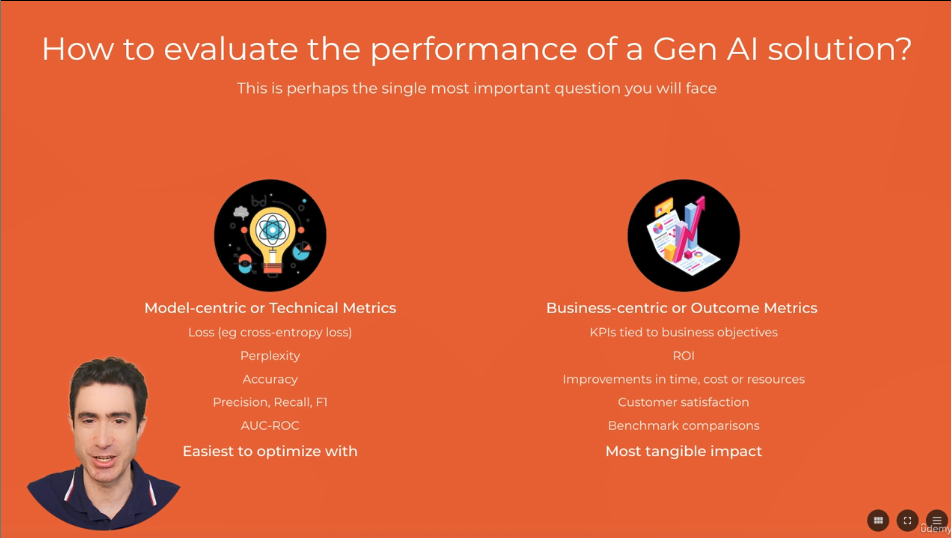 How to evaluate the performance of a Gen AI solution?
This is perhaps the single most important question you will face
Model-centric or Technical Metrics
Loss (eg cross-entropy loss)
Perplexity
Accuracy
Precision, Recall, F1
AUC-ROC
Easiest to optimize with
Business-centric or Outcome Metrics
KPIs tied to business objectives
ROI
Improvements in time, cost or resources
Customer satisfaction
Benchmark comparisons
Most tangible impact
ûdemy